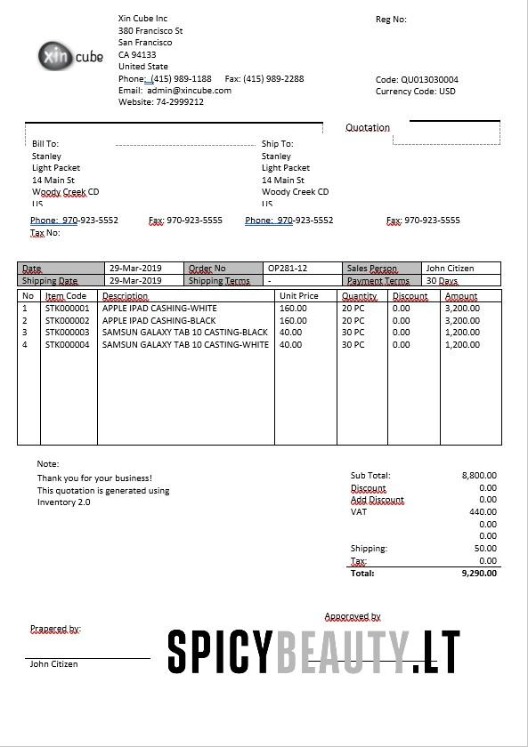 Xin Cube Inc
380 Francisco St
Reg No:
San Francisco
xin cube
CA 94133
United State
Phone: (415) 989-1188 Fax: (415) 989-2288
Code: QU013030004
Email: admin@xincube.com
Currency Code: USD
Website: 74-2999212
Quotation
Bill To:
Stanley
Light Packet
14 Main St
Woody Creek CD
US
Ship To:
Stanley
Light Packet
14 Main St
Woody Creek CD
US
Phone: 970-923-5552 Fax: 970-923-5555 Phone: 970-923-5552 Fax: 970-923-5555
Tax No:
Date 29-Mar-2019 Order No OP281-12 Sales Person John Citizen
Shipping Date 29-Mar-2019 Shipping Terms - Payment Terms 30 Days
No Item Code Description Unit Price Quantity Discount Amount
1 STK000001 APPLE IPAD CASHING-WHITE 160.00 20 PC 0.00 3,200.00
2 STK000002 APPLE IPAD CASHING-BLACK 160.00 20 PC 0.00 3,200.00
3 STK000003 SAMSUN GALAXY TAB 10 CASTING-BLACK 40.00 30 PC 0.00 1,200.00
4 STK000004 SAMSUN GALAXY TAB 10 CASTING-WHITE 40.00 30 PC 0.00 1,200.00
Note:
Thank you for your business!
This quotation is generated using
Inventory 2.0
Sub Total: 8,800.00
Discount 0.00
Add Discount 0.00
VAT 440.00
0.00
0.00
Shipping: 50.00
Tax: 0.00
Total: 9,290.00
Apporoved by
Prapered by:
SPICYBEAUTY.LT
John Citizen